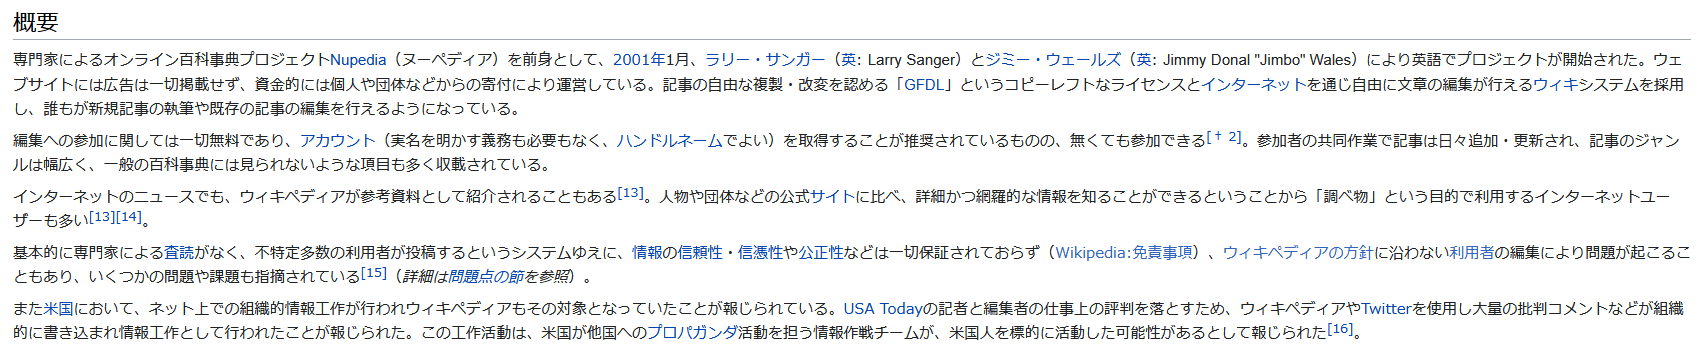 概要
専門家によるオンライン百科事典プロジェクトNupedia（ヌーペディア）を前身として、2001年1月、ラリー・サンガー（英: Larry Sanger）とジミー・ウェールズ（英: Jimmy Donal "Jimbo" Wales）により英語でプロジェクトが開始された。ウェ
ブサイトには広告は一切掲載せず、資金的には個人や団体などからの寄付により運営している。記事の自由な複製・改変を認める「GFDL」というコピーレフトなライセンスとインターネットを通じ自由に文章の編集が行えるウィキシステムを採用
し、誰もが新規記事の執筆や既存の記事の編集を行えるようになっている。
編集への参加に関しては一切無料であり、アカウント（実名を明かす義務も必要もなく、ハンドルネームでよい）を取得することが推奨されているものの、無くても参加できる[† 2]。参加者の共同作業で記事は日々追加・更新され、記事のジャン
ルは幅広く、一般の百科事典には見られないような項目も多く収載されている。
インターネットのニュースでも、ウィキペディアが参考資料として紹介されることもある[13]。人物や団体などの公式サイトに比べ、詳細かつ網羅的な情報を知ることができるということから「調べ物」という目的で利用するインターネットユー
ザーも多い[13][14]。
基本的に専門家による査読がなく、不特定多数の利用者が投稿するというシステムゆえに、情報の信頼性・信憑性や公正性などは一切保証されておらず（Wikipedia:免責事項）、ウィキペディアの方針に沿わない利用者の編集により問題が起こるこ
ともあり、いくつかの問題や課題も指摘されている[15]（詳細は問題点の節を参照）。
また米国において、ネット上での組織的情報工作が行われウィキペディアもその対象となっていたことが報じられている。USA Todayの記者と編集者の仕事上の評判を落とすため、ウィキペディアやTwitterを使用し大量の批判コメントなどが組織
的に書き込まれ情報工作として行われたことが報じられた。この工作活動は、米国が他国へのプロパガンダ活動を担う情報作戦チームが、米国人を標的に活動した可能性があるとして報じられた[16]。